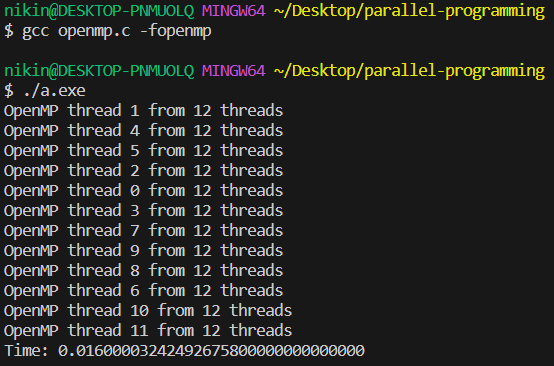 nikin@DESKTOP-PNMUOLQ MINGW64 ~/Desktop/parallel-programming
$ gcc openmp.c -fopenmp
nikin@DESKTOP-PNMUOLQ MINGW64 ~/Desktop/parallel-programming
$ ./a.exe
OpenMP thread 1 from 12 threads
OpenMP thread 4 from 12 threads
OpenMP thread 5 from 12 threads
OpenMP thread 2 from 12 threads
OpenMP thread 0 from 12 threads
OpenMP thread 3 from 12 threads
OpenMP thread 7 from 12 threads
OpenMP thread 9 from 12 threads
OpenMP thread 8 from 12 threads
OpenMP thread 6 from 12 threads
OpenMP thread 10 from 12 threads
OpenMP thread 11 from 12 threads
Time: 0.016000032424926758000000000000